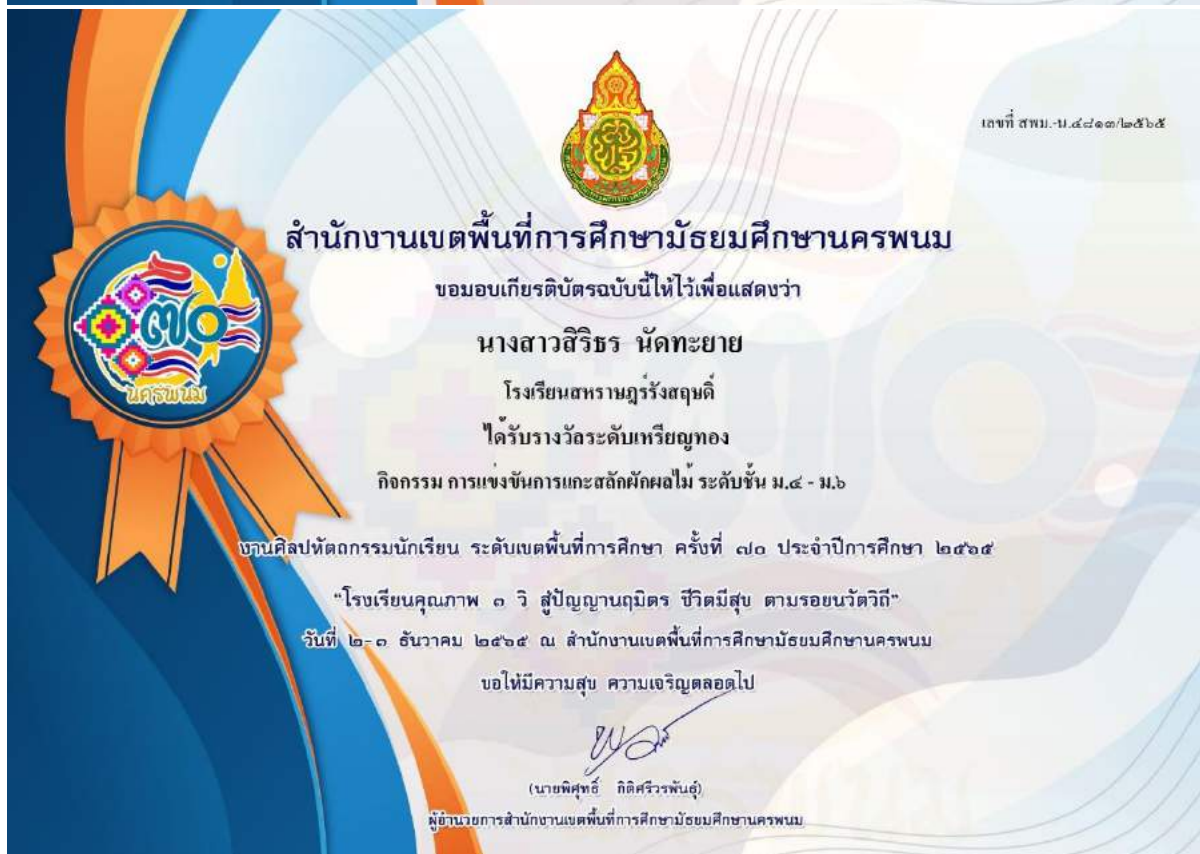 เลขที่ สพม.-น.๔๘๑๓/๒๕๖๕
สำนักงานเขตพื้นที่การศึกษามัธยมศึกษานครพนม
ขอมอบเกียรติบัตรฉบับนี้ให้ไว้เพื่อแสดงว่า
นางสาวสิริธร นัดทะยาย
โรงเรียนสหราษฎร์รังสฤษดิ์
ได้รับรางวัลระดับเหรียญทอง
กิจกรรม การแข่งขันการแกะสลักผักผลไม้ ระดับชั้น ม.๔ - ม.๖
๗๐
นครพนม
งานศิลปหัตถกรรมนักเรียน ระดับเขตพื้นที่การศึกษา ครั้งที่ ๗๐ ประจำปีการศึกษา ๒๕๖๕
“โรงเรียนคุณภาพ ๓ วิ สู่ปัญญานฤมิตร ชีวิตมีสุข ตามรอยนวัตวิถี”
วันที่ ๒-๓ ธันวาคม ๒๕๖๕ ณ สำนักงานเขตพื้นที่การศึกษามัธยมศึกษานครพนม
ขอให้มีความสุข ความเจริญตลอดไป
(นายพิศุทธิ์ กิติศรีวรพันธุ์)
ผู้อำนวยการสำนักงานเขตพื้นที่การศึกษามัธยมศึกษานครพนม